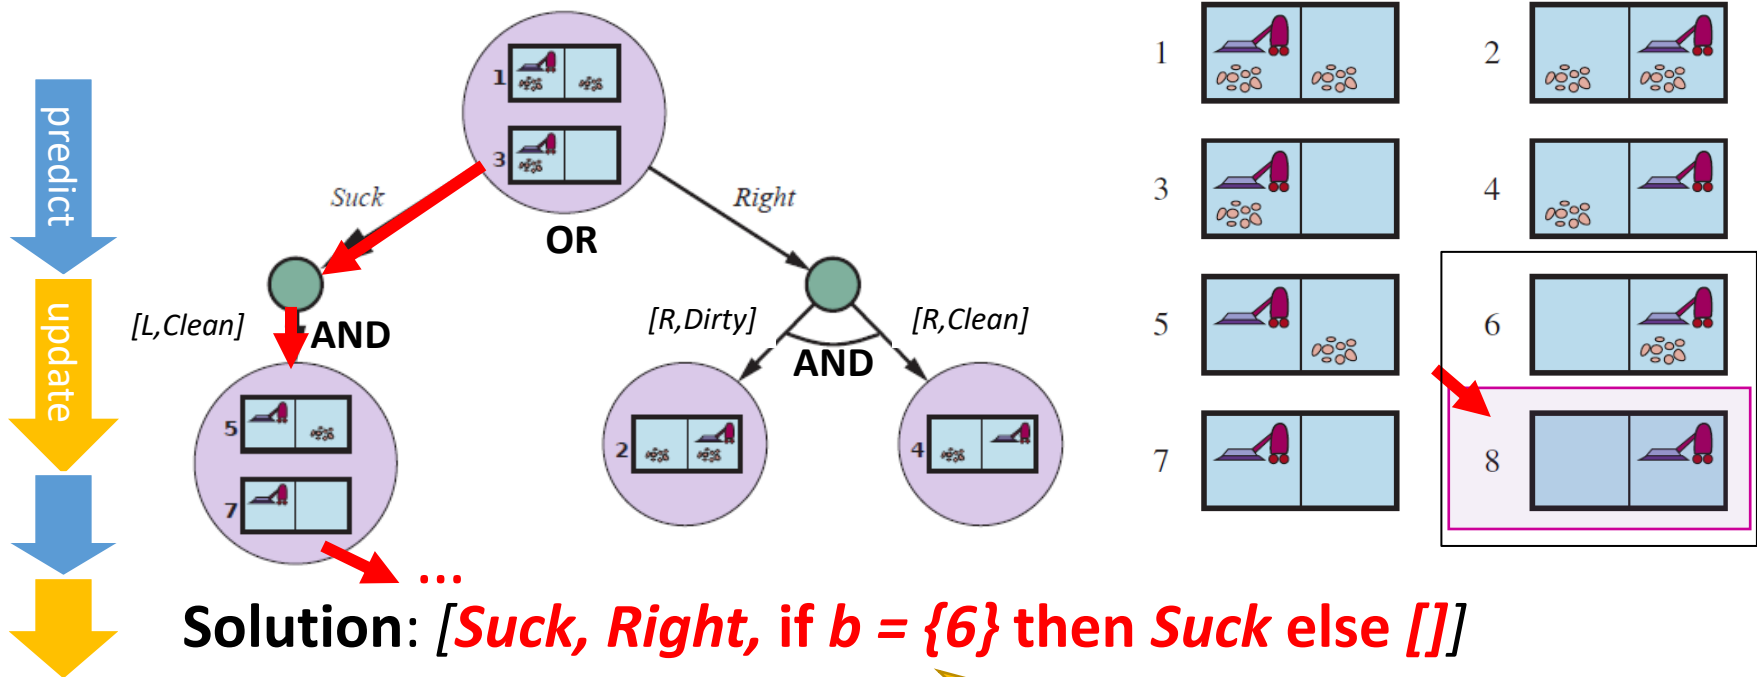 predict
update
1
3
Suck
Right
OR
[L,Clean]
AND
[R,Dirty]
[R,Clean]
AND
5
7
2
4
...
1
2
3
4
5
6
7
8
Solution: [Suck, Right, if b = {6} then Suck else []]